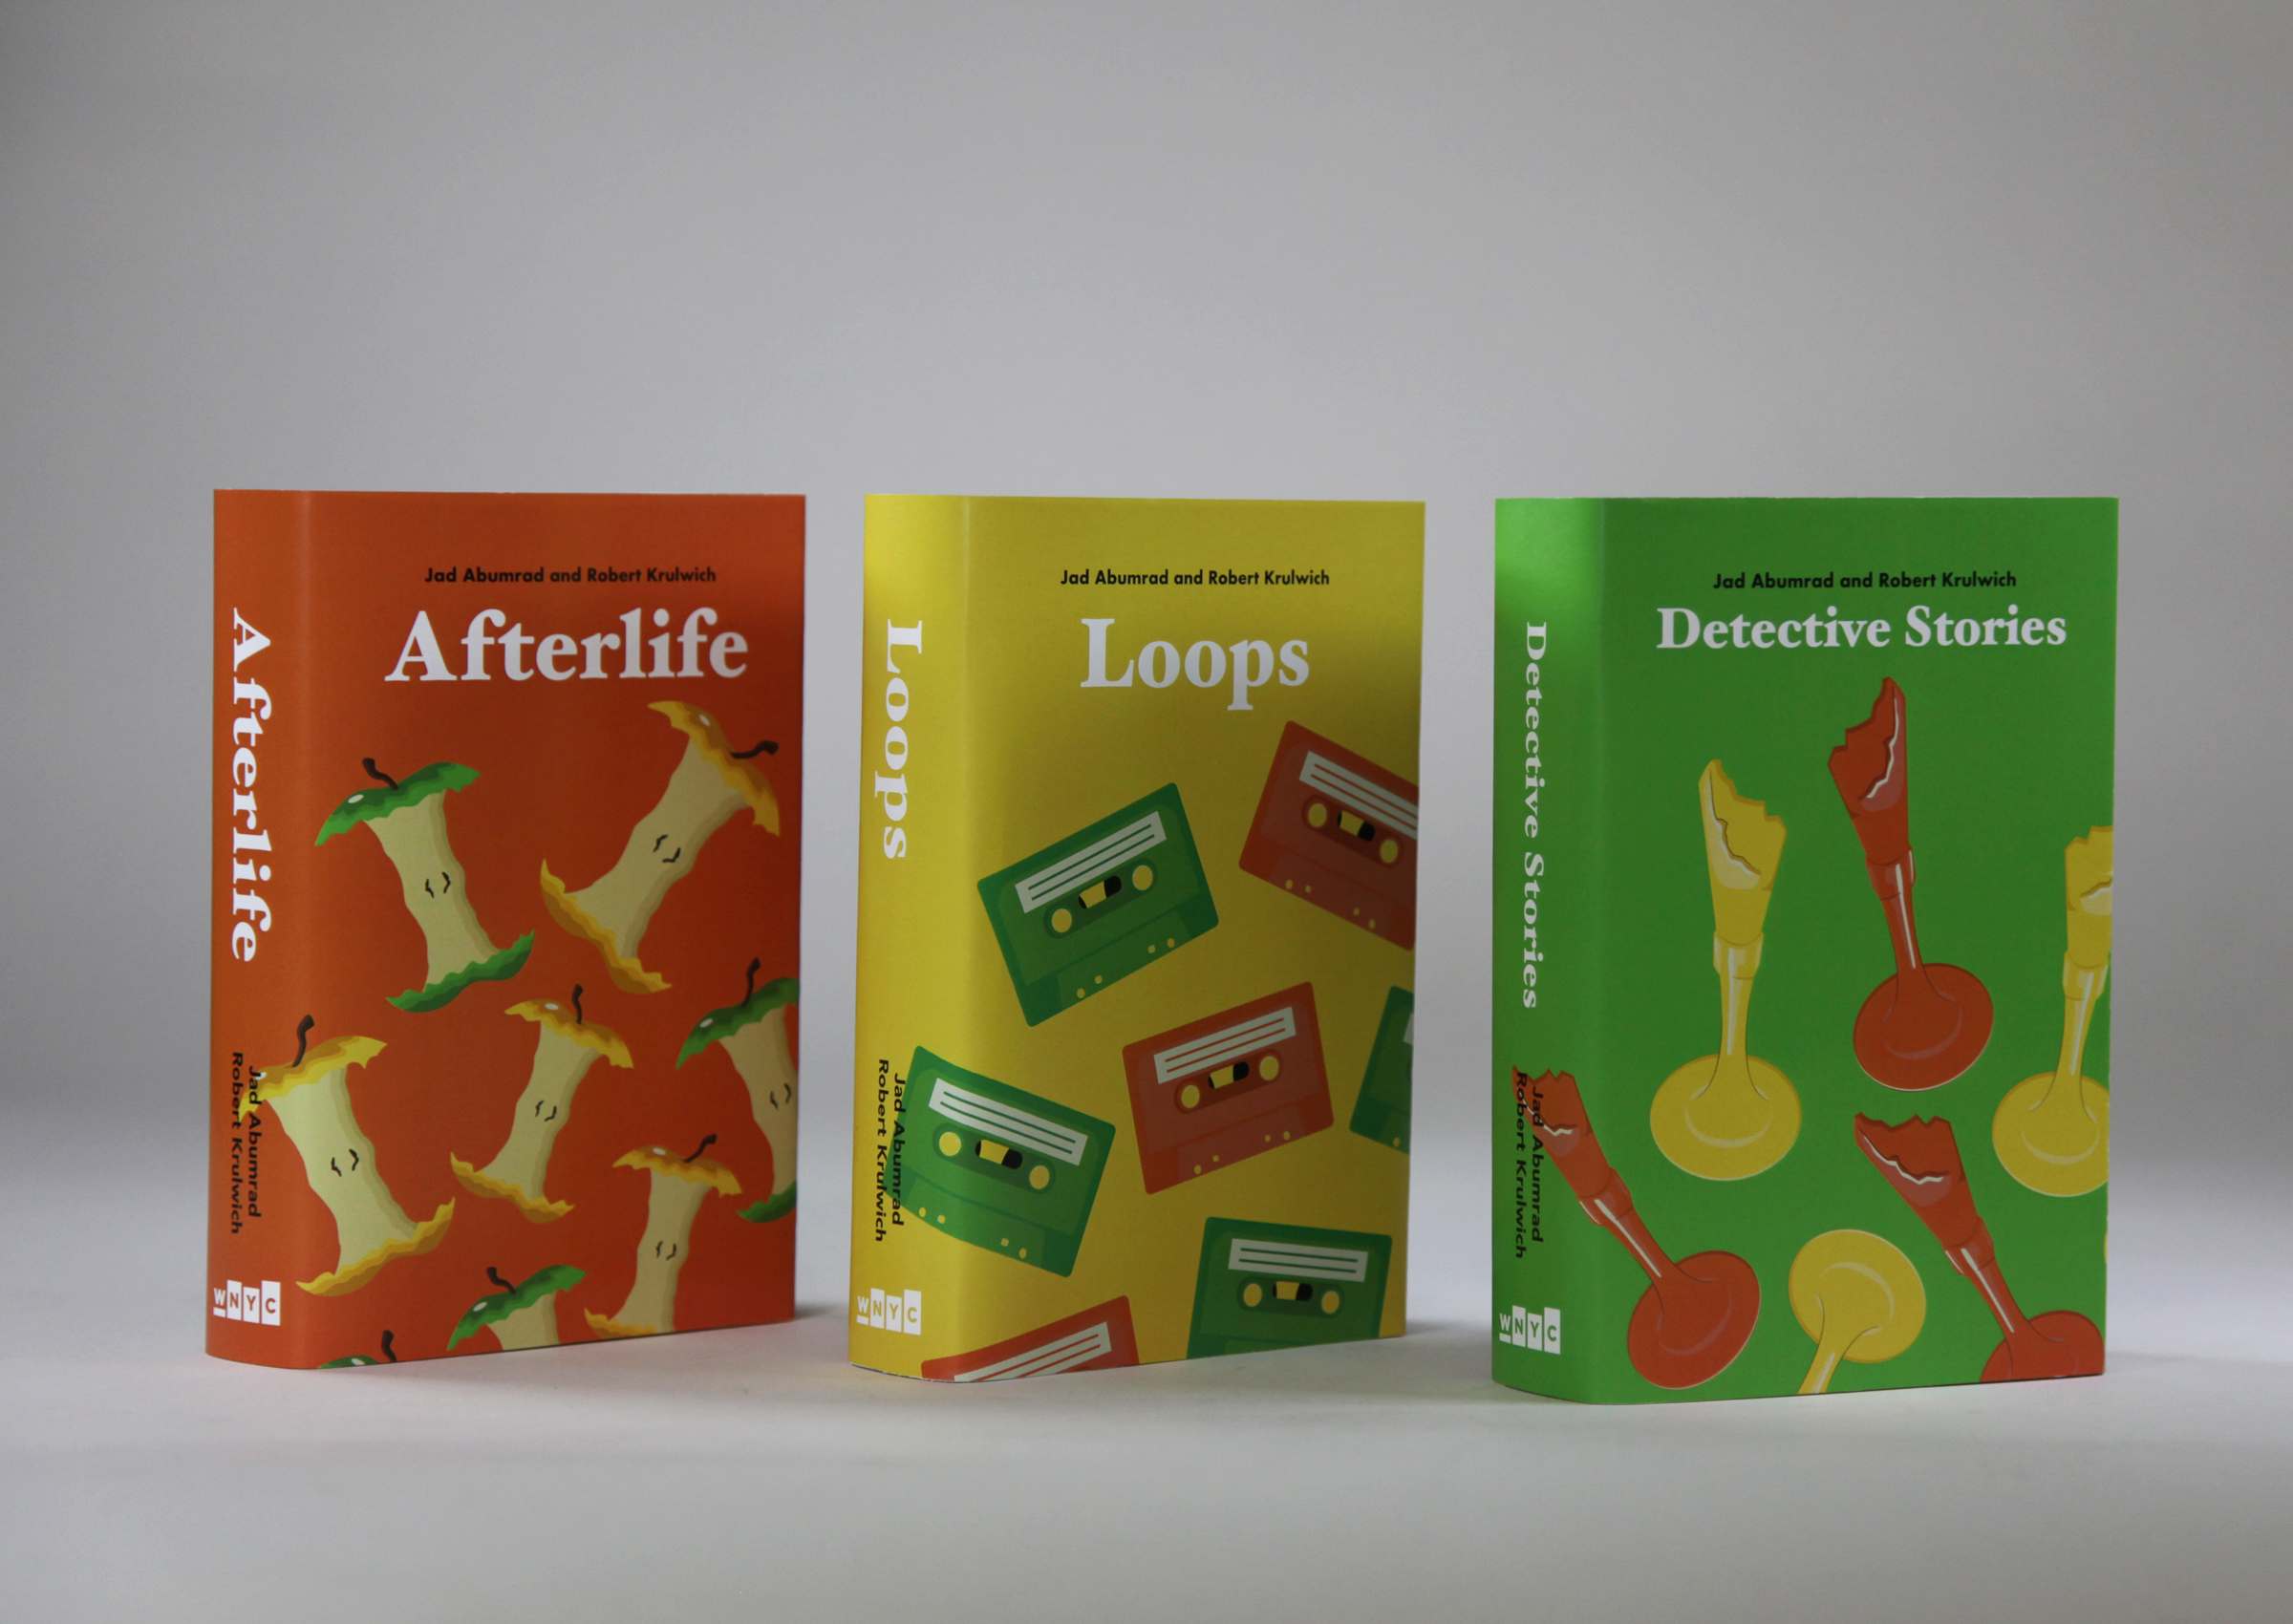 Afterlife
Jad Abumrad
Robert Krulwich
WNYC
Jad Abumrad and Robert Krulwich
Afterlife
Loops
Jad Abumrad
Robert Krulwich
WNYC
Jad Abumrad and Robert Krulwich
Loops
Detective Stories
Jad Abumrad
Robert Krulwich
WNYC
Jad Abumrad and Robert Krulwich
Detective Stories